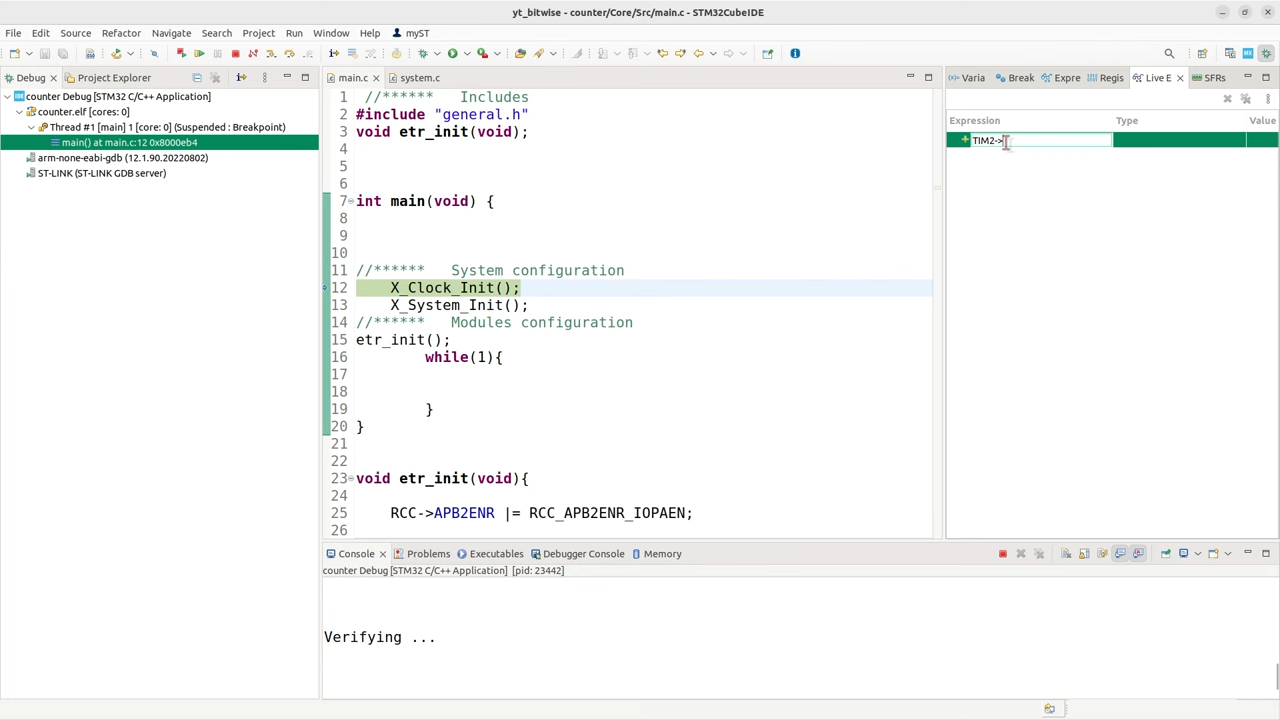 yt_bitwise - counter/Core/Src/main.c - STM32CubeIDE
File Edit Source Refactor Navigate Search Project Run Window Help myST
Debug Project Explorer
counter Debug [STM32 C/C++ Application]
counter.elf [cores: 0]
Thread #1 [main] 1 [core: 0] (Suspended : Breakpoint)
main() at main.c:12 0x8000eb4
arm-none-eabi-gdb (12.1.90.20220802)
ST-LINK (ST-LINK GDB server)
main.c system.c
1 //****** Includes
2 #include "general.h"
3 void etr_init(void);
4
5
6
7 int main(void) {
8
9
10
11 //****** System configuration
12 X_Clock_Init();
13 X_System_Init();
14 //****** Modules configuration
15 etr_init();
16 while(1){
17
18
19 }
20 }
21
22
23 void etr_init(void){
24
25 RCC->APB2ENR |= RCC_APB2ENR_IOPAEN;
26
Varia Break Expre Regis Live E SFRs
Expression Type Value
TIM2->
Console Problems Executables Debugger Console Memory
counter Debug [STM32 C/C++ Application] [pid: 23442]
Verifying ...